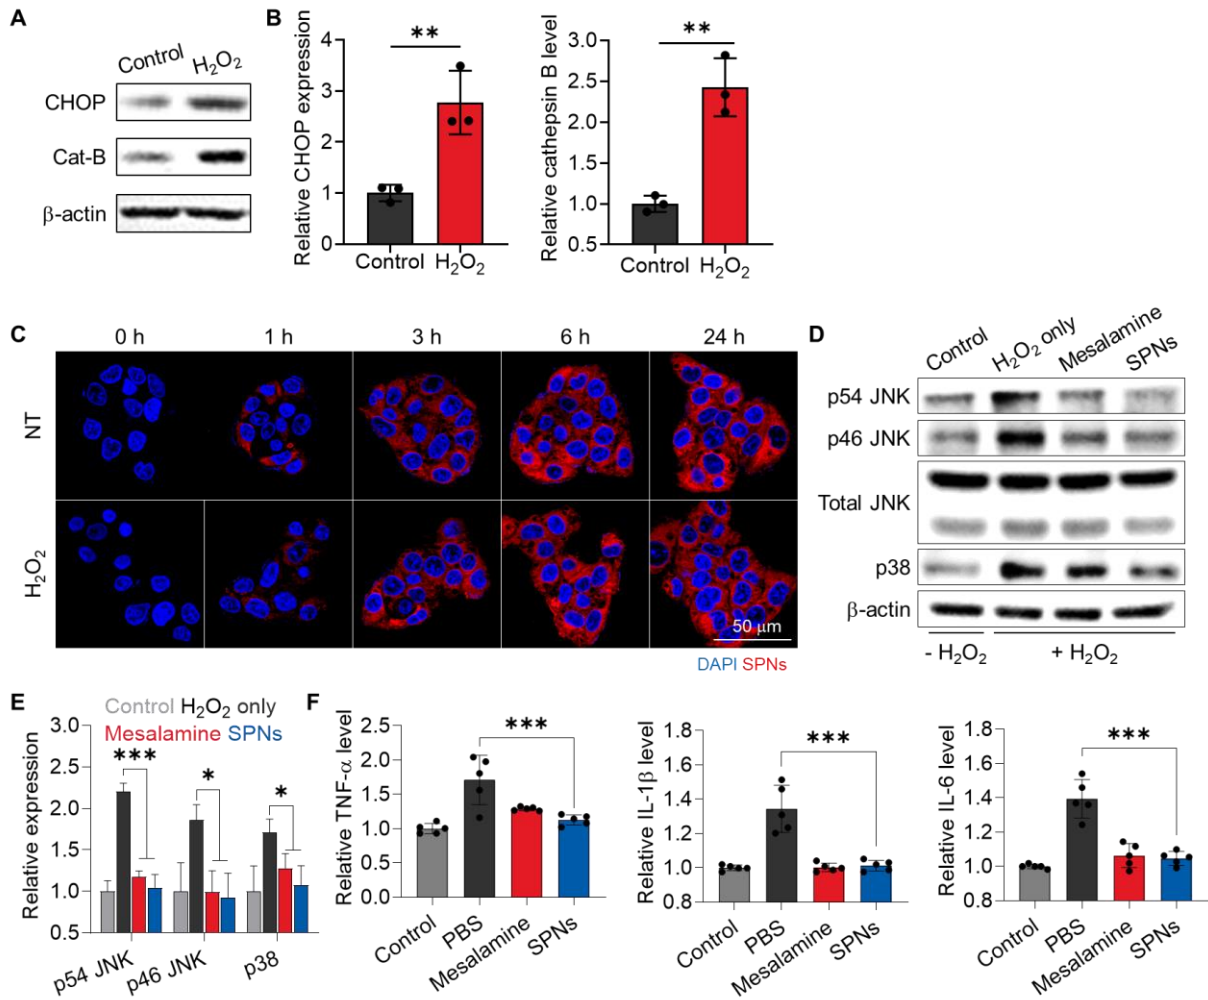 A
Control H₂O₂
CHOP
Cat-B
β-actin
B
Relative CHOP expression
4
3
2
1
0
**
Control H₂O₂
Relative cathepsin B level
3.0
2.5
2.0
1.5
1.0
0.5
**
Control H₂O₂
C
0 h 1 h 3 h 6 h 24 h
NT
H₂O₂
50 μm
DAPI SPNs
D
Control H₂O₂ only Mesalamine SPNs
p54 JNK
p46 JNK
Total JNK
p38
β-actin
- H₂O₂ + H₂O₂
E
Control H₂O₂ only
Mesalamine SPNs
Relative expression
3.0
2.5
2.0
1.5
1.0
0.5
***
*
*
p54 JNK p46 JNK p38
F
Relative TNF-α level
2.5
2.0
1.5
1.0
0.5
0.0
***
Control PBS Mesalamine SPNs
Relative IL-1β level
1.8
1.6
1.4
1.2
1.0
0.8
***
Control PBS Mesalamine SPNs
Relative IL-6 level
1.8
1.6
1.4
1.2
1.0
0.8
***
Control PBS Mesalamine SPNs